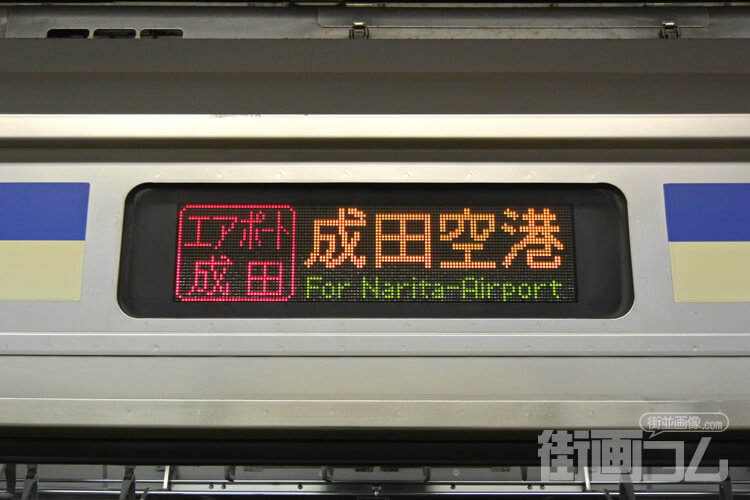 エアポート
成田
成田空港
For Narita-Airport
街並画像.com
街画コム